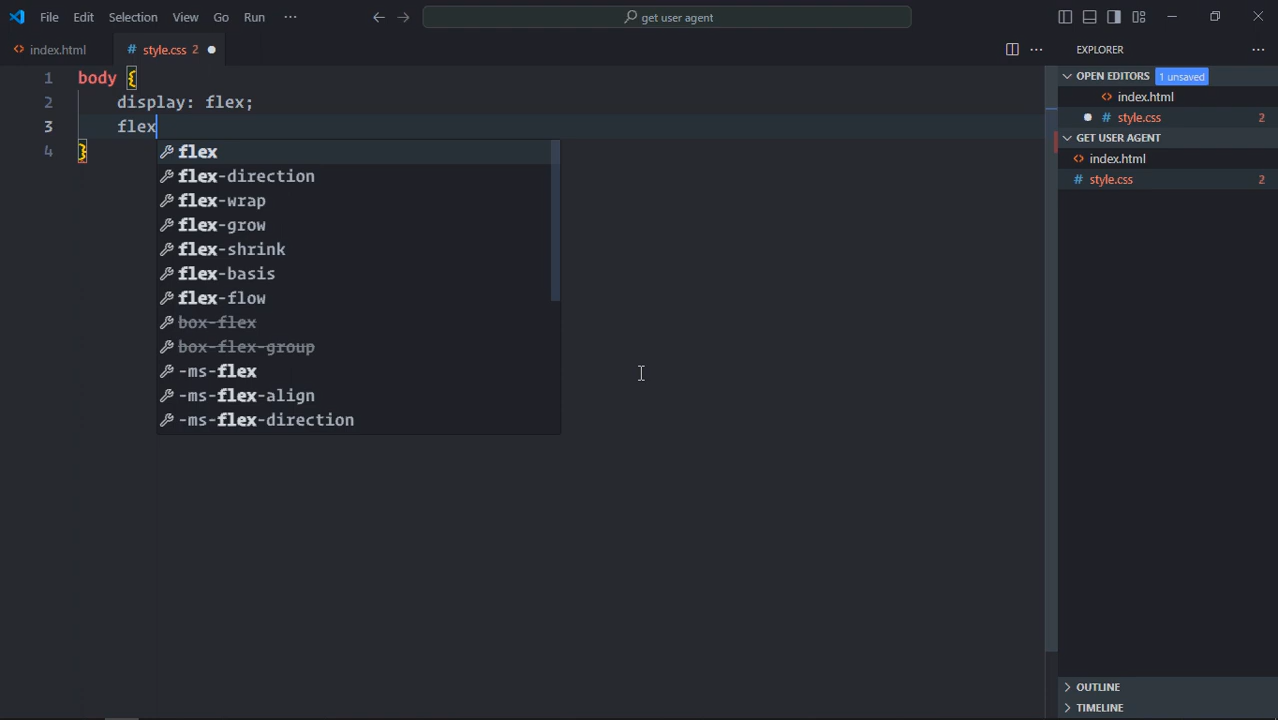 File Edit Selection View Go Run ··· get user agent
index.html style.css 2
1 body {
2 display: flex;
3 flex
4 }
flex
flex-direction
flex-wrap
flex-grow
flex-shrink
flex-basis
flex-flow
box-flex
box-flex-group
-ms-flex
-ms-flex-align
-ms-flex-direction
EXPLORER
OPEN EDITORS 1 unsaved
index.html
style.css 2
GET USER AGENT
index.html
style.css 2
OUTLINE
TIMELINE